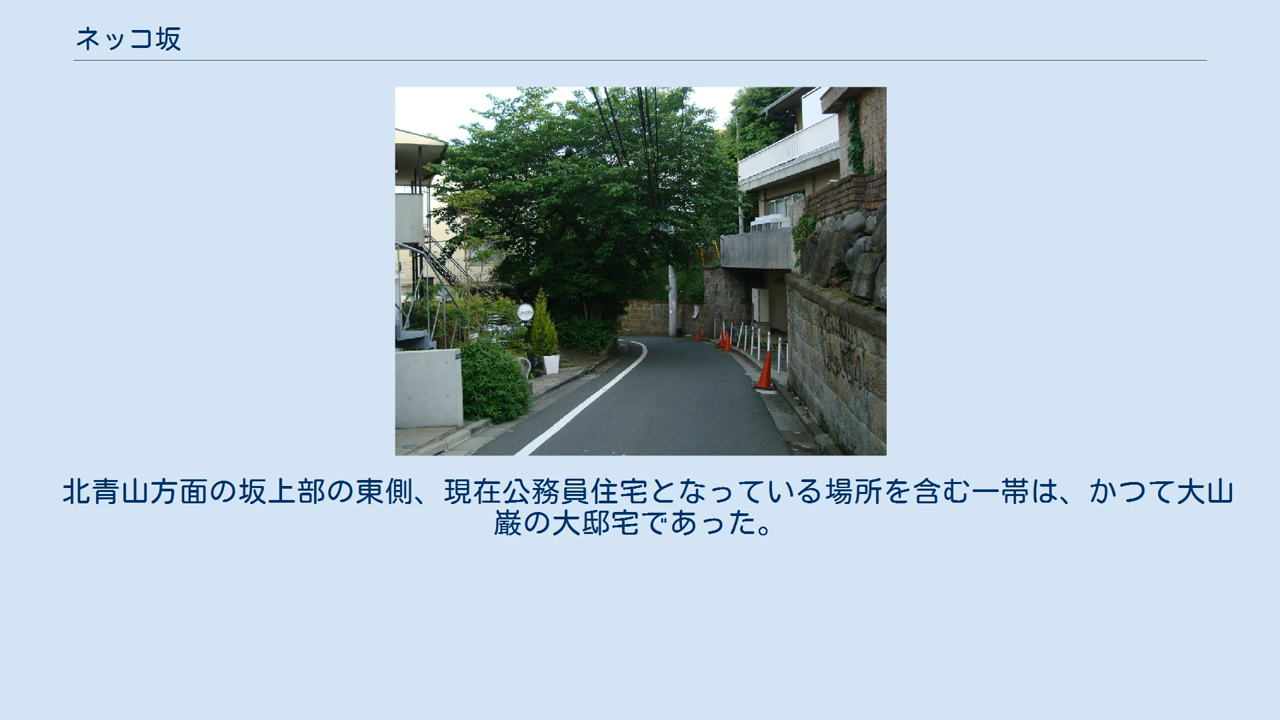 ネッコ坂
北青山方面の坂上部の東側、現在公務員住宅となっている場所を含む一帯は、かつて大山
巌の大邸宅であった。